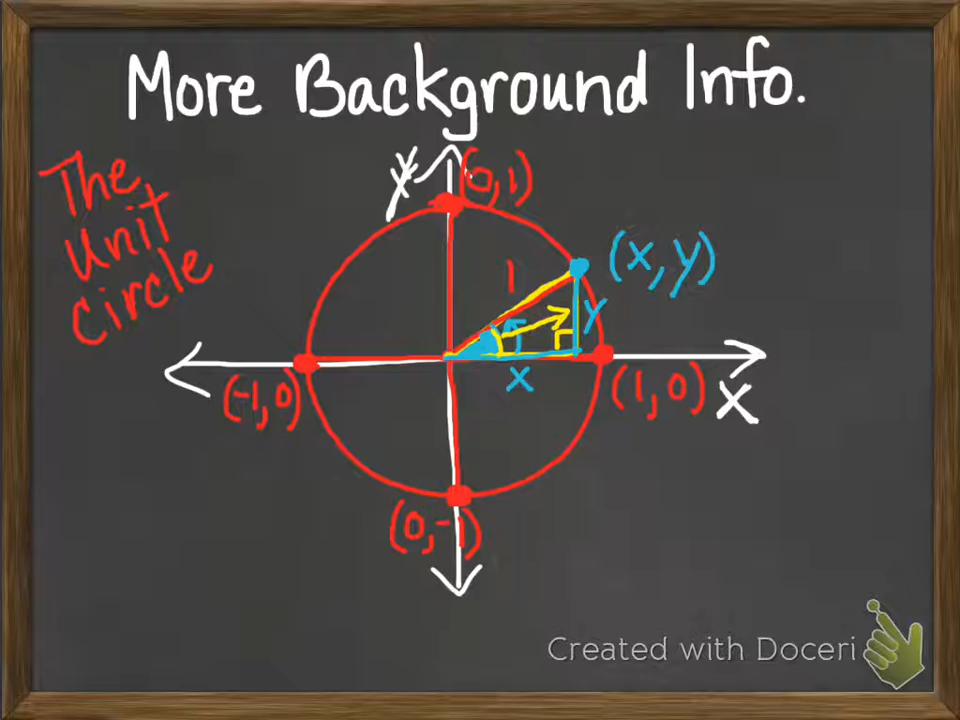 More Background Info.
The
Unit
Circle
y
(0,1)
(x,y)
1
y
x
(-1,0)
(1,0)
x
(0,-1)
Created with Doceri